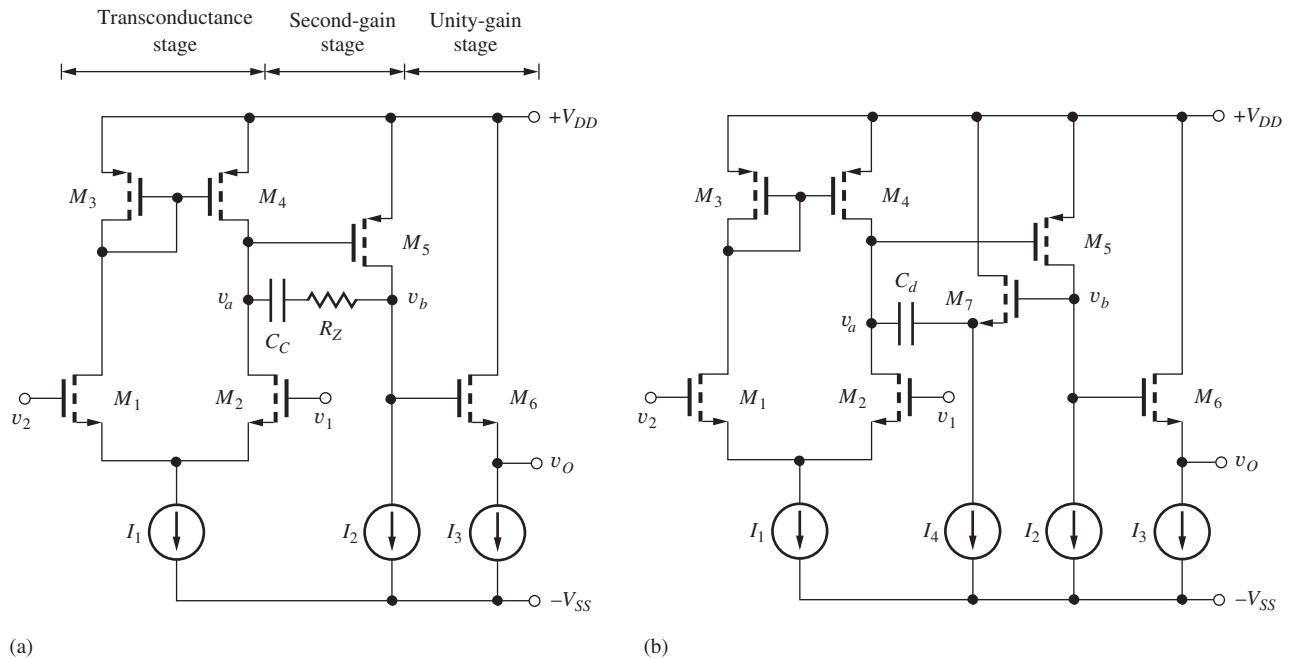 Transconductance stage
Second-gain stage
Unity-gain stage
+V_DD
M_3
M_4
M_5
v_a
C_C
R_Z
v_b
M_1
M_2
M_6
v_2
v_1
v_O
I_1
I_2
I_3
−V_SS
(a)
+V_DD
M_3
M_4
M_5
C_d
M_7
v_a
v_b
M_1
M_2
M_6
v_2
v_1
v_O
I_1
I_4
I_2
I_3
−V_SS
(b)